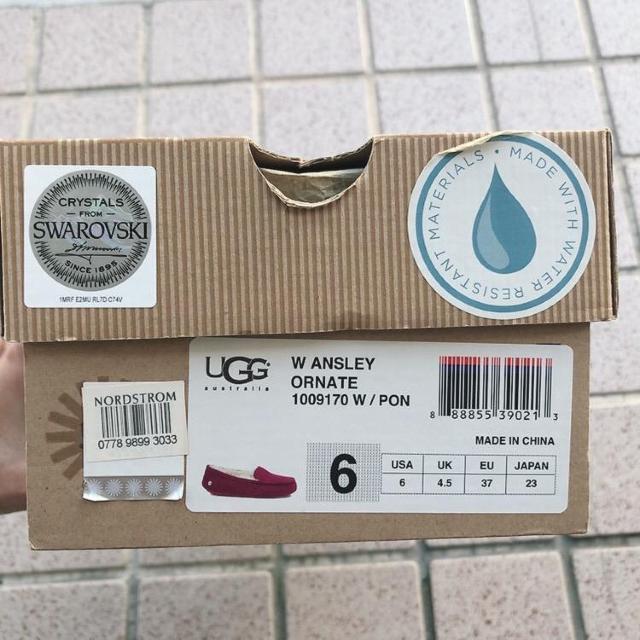 CRYSTALS
FROM
SWAROVSKI
SINCE 1895
1MRF E2MU RL7D C74V
MADE WITH WATER RESISTANT MATERIALS
NORDSTROM
0778 9899 3033
UGG
australia
W ANSLEY
ORNATE
1009170 W / PON
8 88855 39021 3
MADE IN CHINA
6
USA UK EU JAPAN
6 4.5 37 23